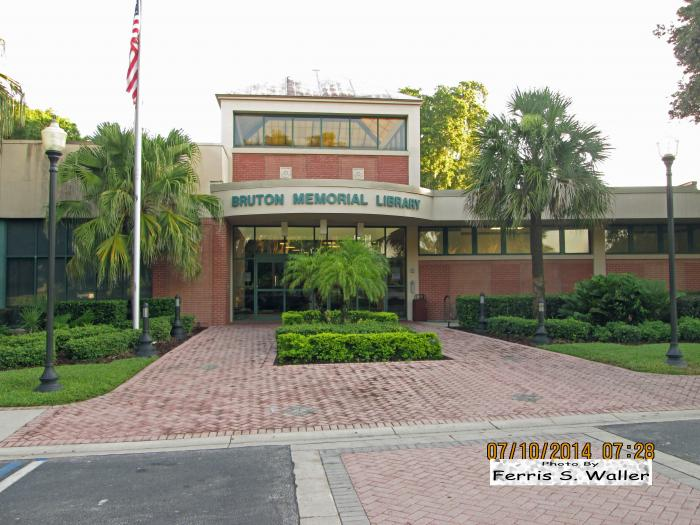 BRUTON MEMORIAL LIBRARY
07/10/2014 07:28
Photo By
Ferris S. Waller